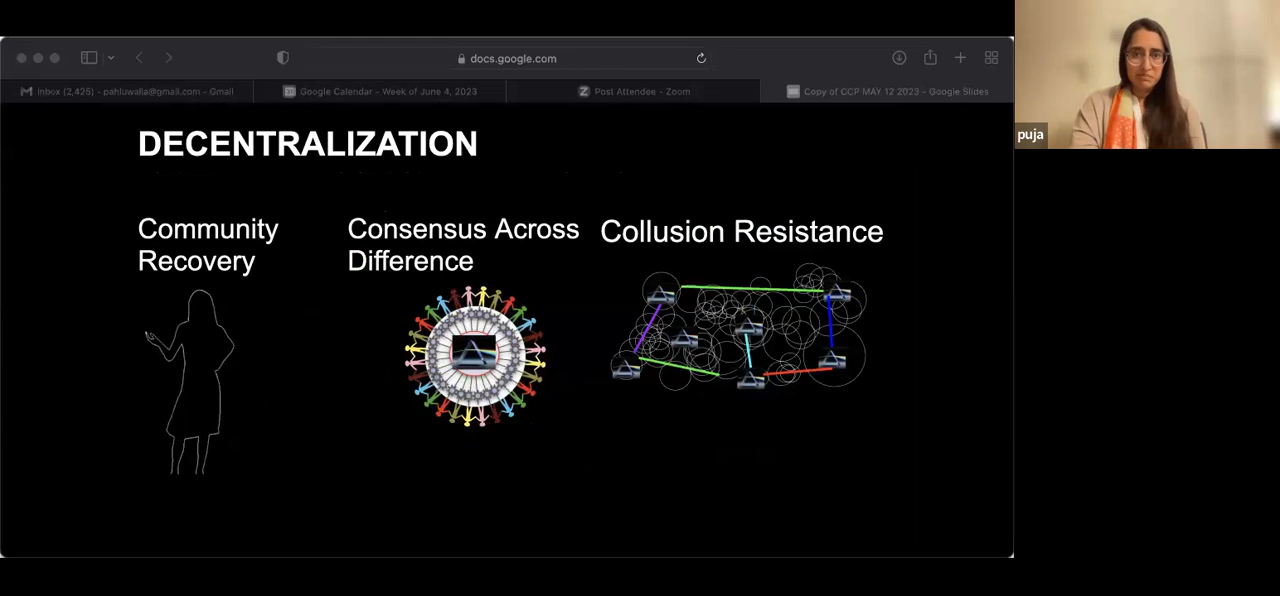 docs.google.com
Inbox (2,425) - pahluwalia@gmail.com - Gmail
Google Calendar - Week of June 4, 2023
Post Attendee - Zoom
Copy of CCP MAY 12 2023 - Google Slides
puja
DECENTRALIZATION
Community
Recovery
Consensus Across
Difference
Collusion Resistance